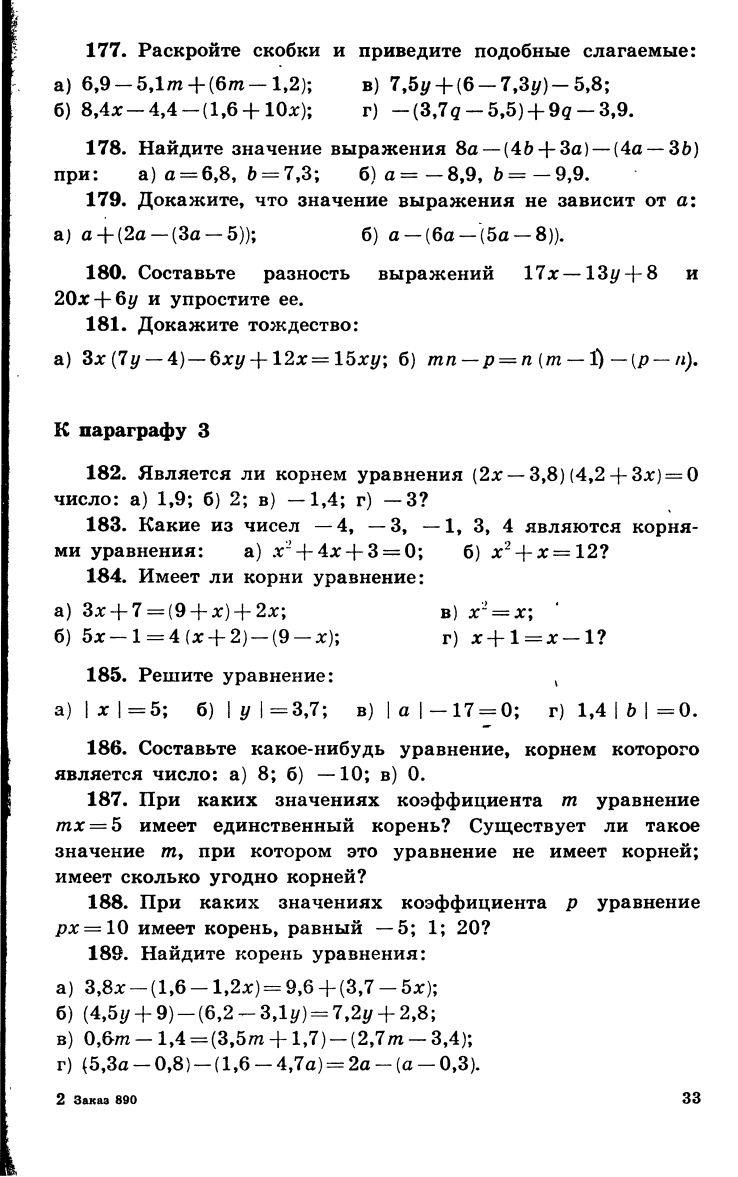 177. Раскройте скобки и приведите подобные слагаемые:
а) 6,9 — 5,1m + (6m — 1,2); в) 7,5y + (6 — 7,3y) — 5,8;
б) 8,4x — 4,4 — (1,6 + 10x); г) — (3,7q — 5,5) + 9q — 3,9.
178. Найдите значение выражения 8a — (4b + 3a) — (4a — 3b)
при: а) a = 6,8, b = 7,3; б) a = — 8,9, b = — 9,9.
179. Докажите, что значение выражения не зависит от a:
а) a + (2a — (3a — 5)); б) a — (6a — (5a — 8)).
180. Составьте разность выражений 17x — 13y + 8 и
20x + 6y и упростите ее.
181. Докажите тождество:
а) 3x (7y — 4) — 6xy + 12x = 15xy; б) mn — p = n (m — 1) — (p — n).
К параграфу 3
182. Является ли корнем уравнения (2x — 3,8) (4,2 + 3x) = 0
число: а) 1,9; б) 2; в) — 1,4; г) — 3?
183. Какие из чисел — 4, — 3, — 1, 3, 4 являются корня-
ми уравнения: а) x² + 4x + 3 = 0; б) x² + x = 12?
184. Имеет ли корни уравнение:
а) 3x + 7 = (9 + x) + 2x; в) x² = x;
б) 5x — 1 = 4 (x + 2) — (9 — x); г) x + 1 = x — 1?
185. Решите уравнение:
а) | x | = 5; б) | y | = 3,7; в) | a | — 17 = 0; г) 1,4 | b | = 0.
186. Составьте какое-нибудь уравнение, корнем которого
является число: а) 8; б) — 10; в) 0.
187. При каких значениях коэффициента m уравнение
mx = 5 имеет единственный корень? Существует ли такое
значение m, при котором это уравнение не имеет корней;
имеет сколько угодно корней?
188. При каких значениях коэффициента p уравнение
px = 10 имеет корень, равный — 5; 1; 20?
189. Найдите корень уравнения:
а) 3,8x — (1,6 — 1,2x) = 9,6 + (3,7 — 5x);
б) (4,5y + 9) — (6,2 — 3,1y) = 7,2y + 2,8;
в) 0,6m — 1,4 = (3,5m + 1,7) — (2,7m — 3,4);
г) (5,3a — 0,8) — (1,6 — 4,7a) = 2a — (a — 0,3).
2 Заказ 890 33